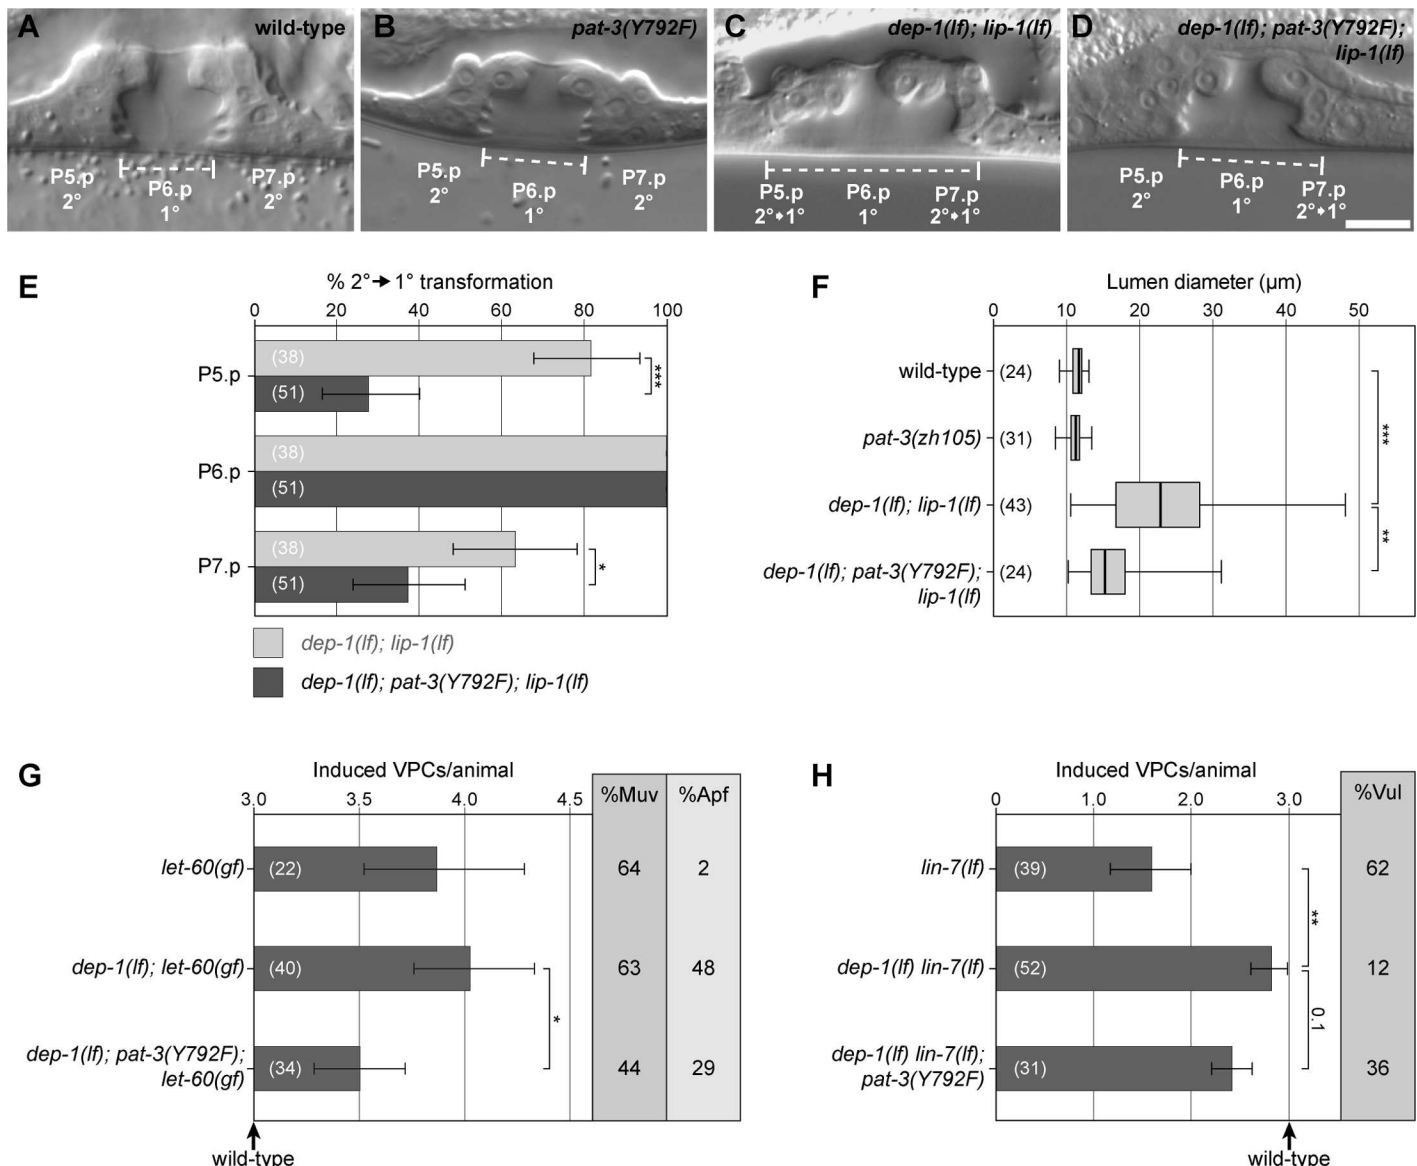 A
wild-type
P5.p
2°
P6.p
1°
P7.p
2°
B
pat-3(Y792F)
P5.p
2°
P6.p
1°
P7.p
2°
C
dep-1(lf); lip-1(lf)
P5.p
2°→1°
P6.p
1°
P7.p
2°→1°
D
dep-1(lf); pat-3(Y792F);
lip-1(lf)
P5.p
2°
P6.p
1°
P7.p
2°→1°
E
% 2°→ 1° transformation
0 20 40 60 80 100
P5.p
(38)
(51)
***
P6.p
(38)
(51)
P7.p
(38)
(51)
*
dep-1(lf); lip-1(lf)
dep-1(lf); pat-3(Y792F); lip-1(lf)
F
Lumen diameter (µm)
0 10 20 30 40 50
wild-type (24)
pat-3(zh105) (31)
dep-1(lf); lip-1(lf) (43)
dep-1(lf); pat-3(Y792F);
lip-1(lf)
(24)
***
**
G
Induced VPCs/animal
3.0 3.5 4.0 4.5
%Muv %Apf
let-60(gf) (22) 64 2
dep-1(lf); let-60(gf) (40) 63 48
dep-1(lf); pat-3(Y792F);
let-60(gf)
(34) 44 29
*
wild-type
H
Induced VPCs/animal
0 1.0 2.0 3.0
%Vul
lin-7(lf) (39) 62
**
dep-1(lf) lin-7(lf) (52) 12
0.1
dep-1(lf) lin-7(lf);
pat-3(Y792F)
(31) 36
wild-type